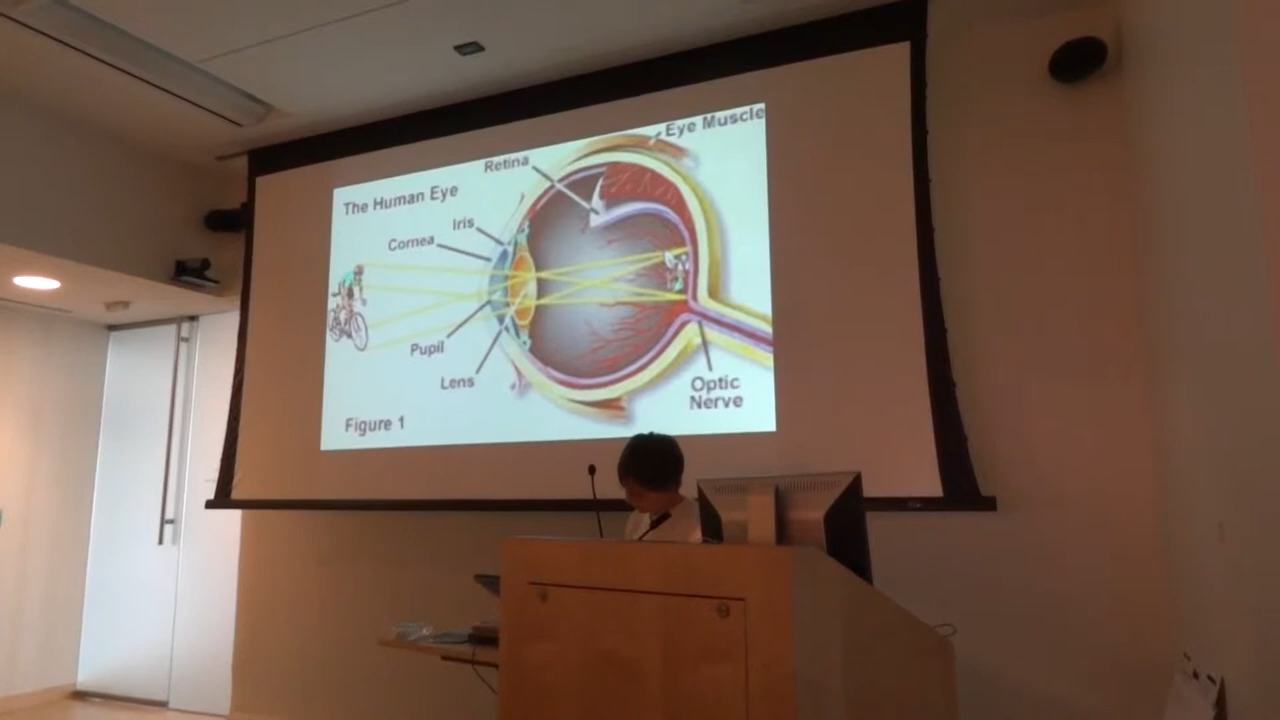 Eye Muscle
Retina
The Human Eye
Iris
Cornea
Pupil
Lens
Optic
Nerve
Figure 1